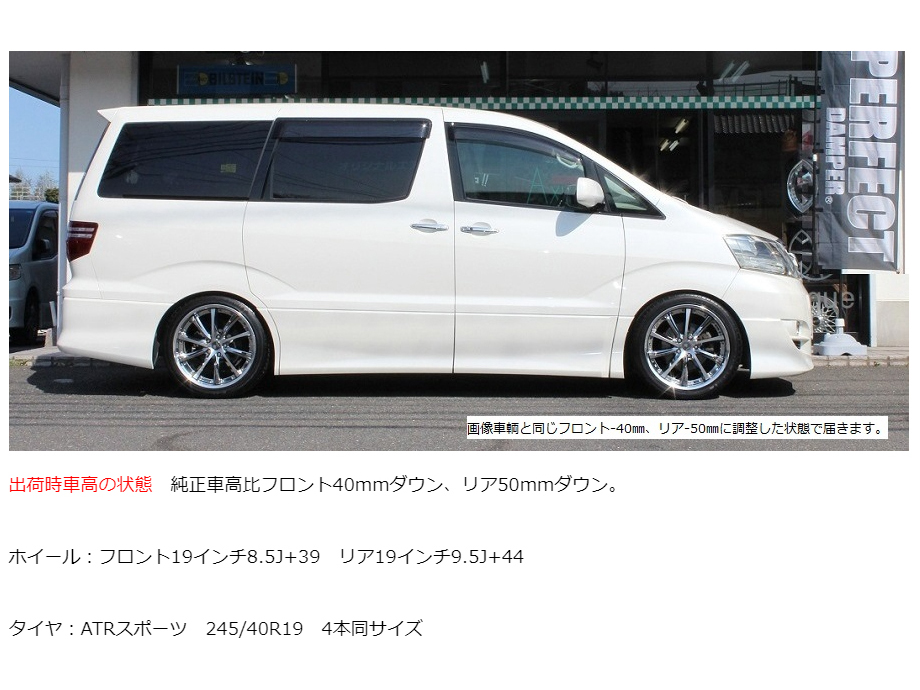 BILSTEIN
PERFECT
DAMPER®
画像車輌と同じフロント-40㎜、リア-50㎜に調整した状態で届きます。
出荷時車高の状態　純正車高比フロント40mmダウン、リア50mmダウン。
ホイール：フロント19インチ8.5J+39　リア19インチ9.5J+44
タイヤ：ATRスポーツ　245/40R19　4本同サイズ